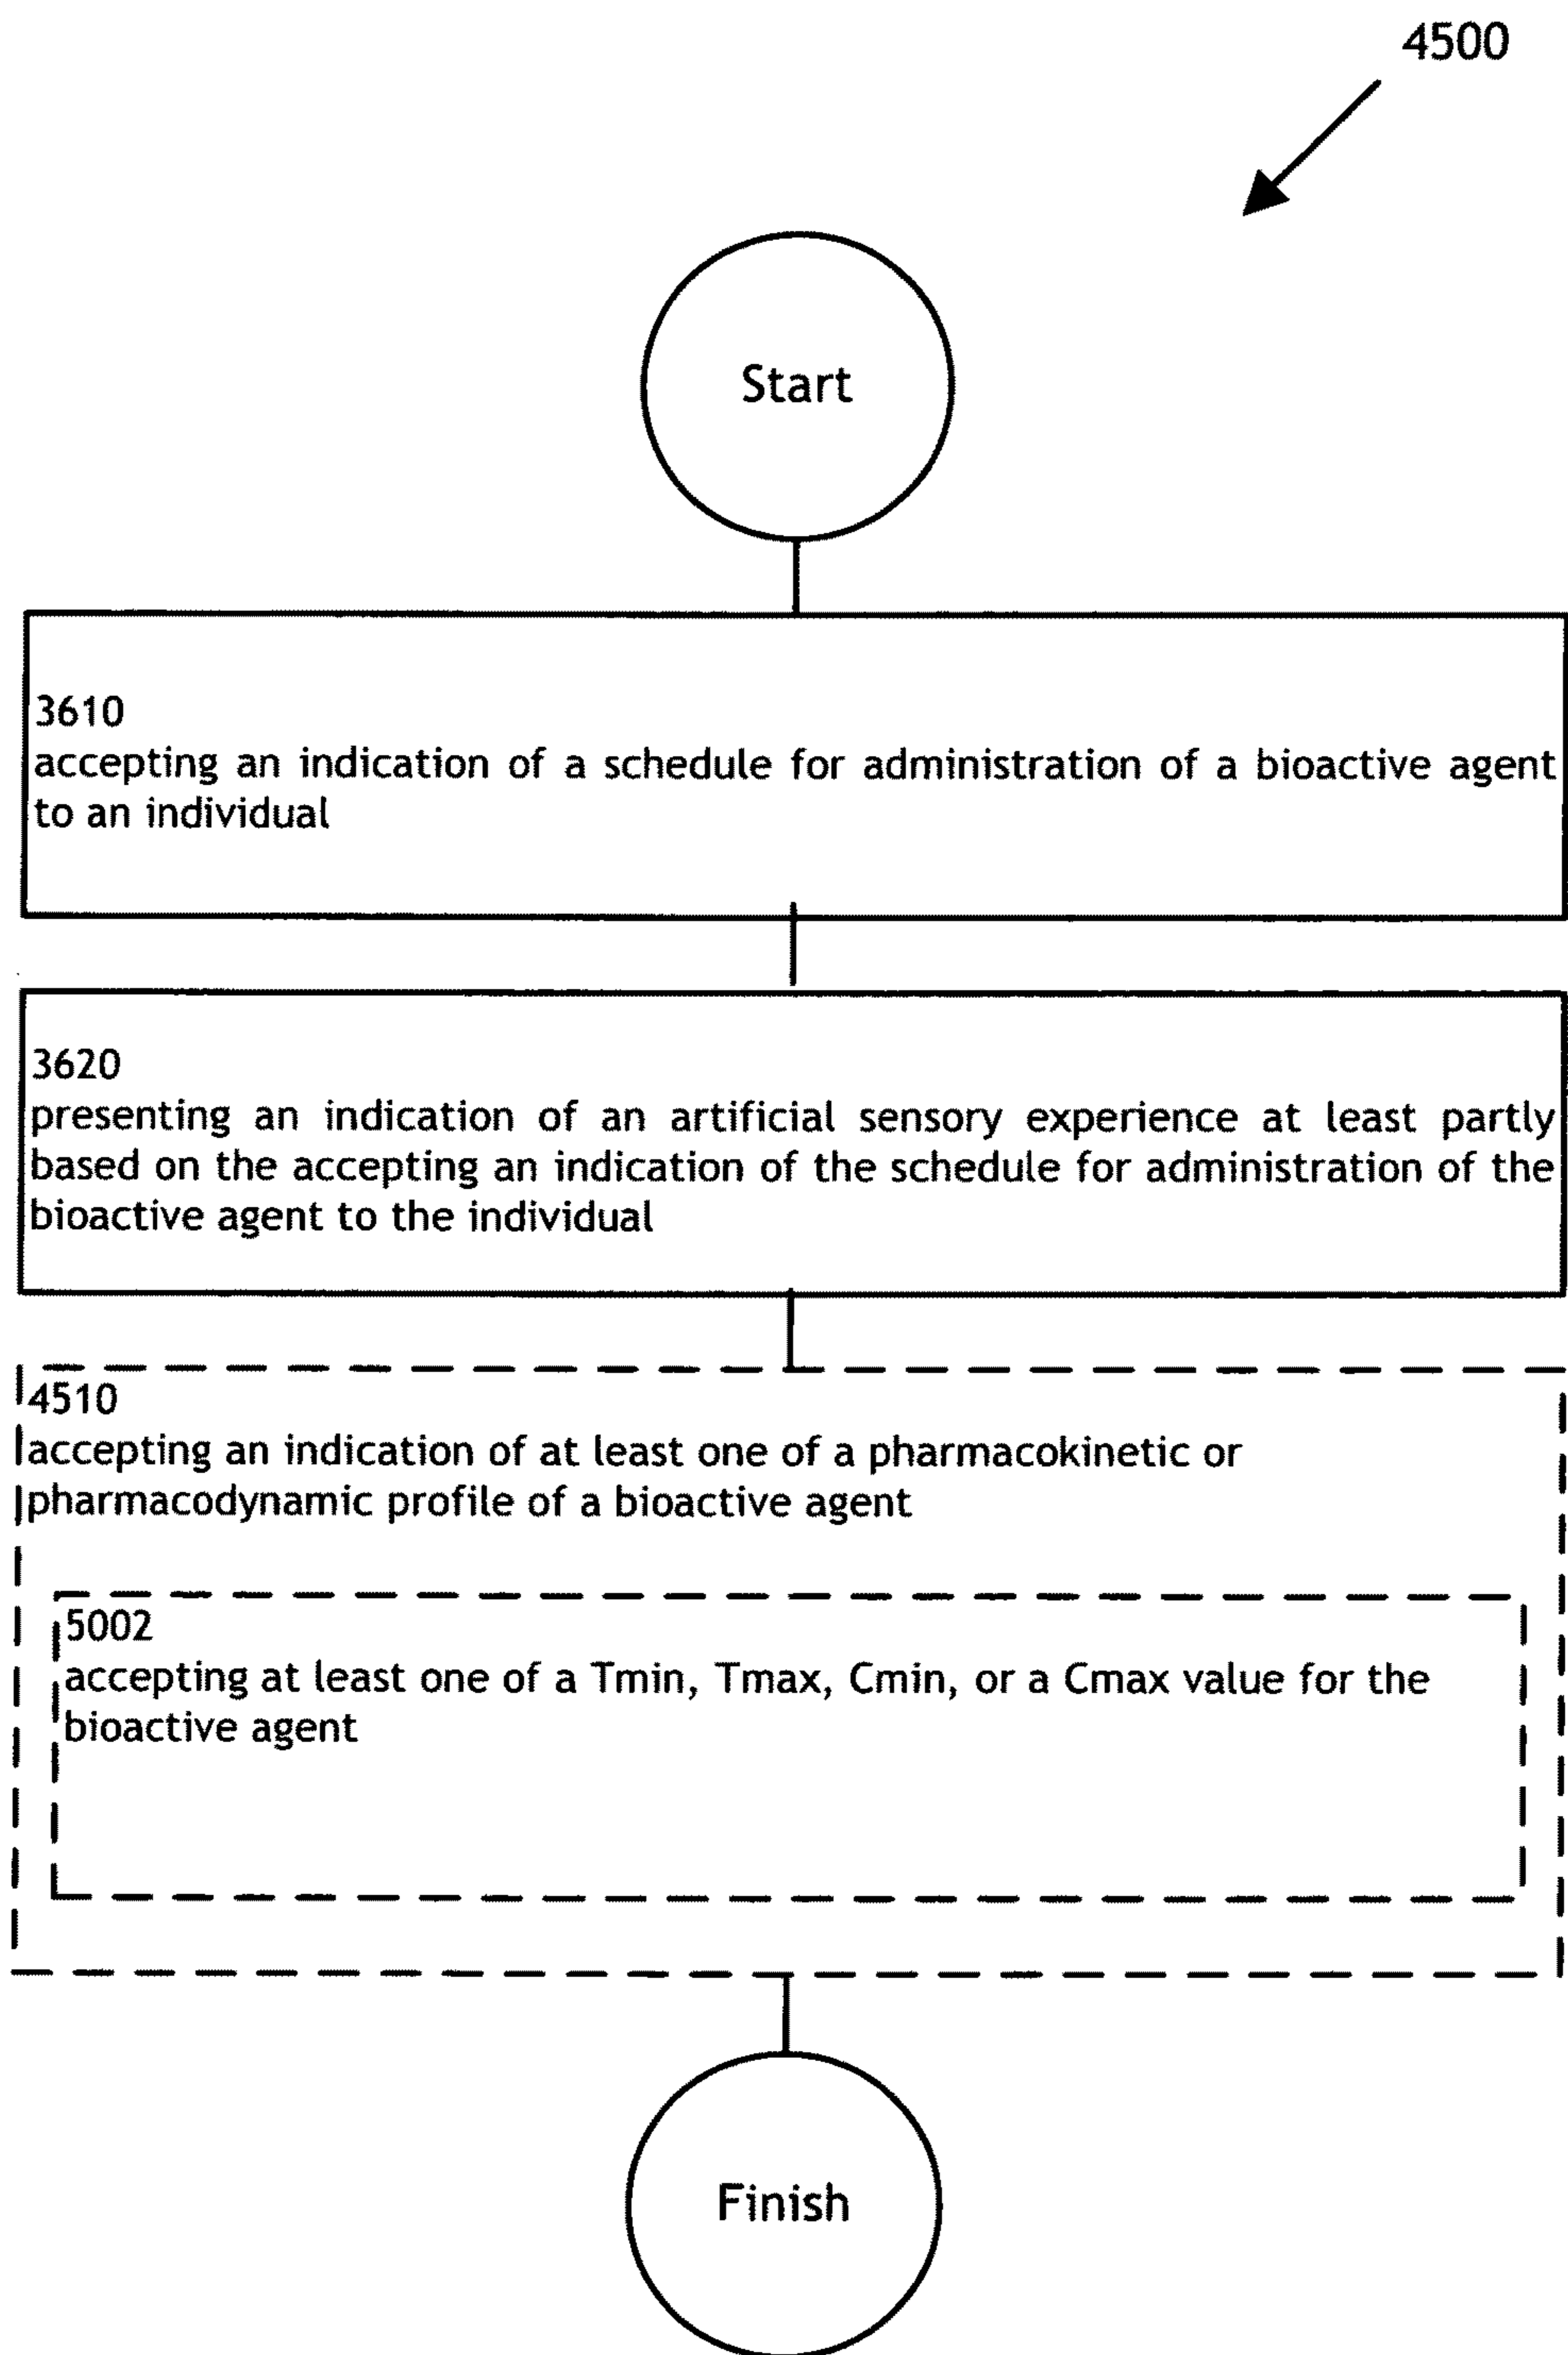 4500
Start
3610
accepting an indication of a schedule for administration of a bioactive agent
to an individual
3620
presenting an indication of an artificial sensory experience at least partly
based on the accepting an indication of the schedule for administration of the
bioactive agent to the individual
4510
accepting an indication of at least one of a pharmacokinetic or
pharmacodynamic profile of a bioactive agent
5002
accepting at least one of a Tmin, Tmax, Cmin, or a Cmax value for the
bioactive agent
Finish